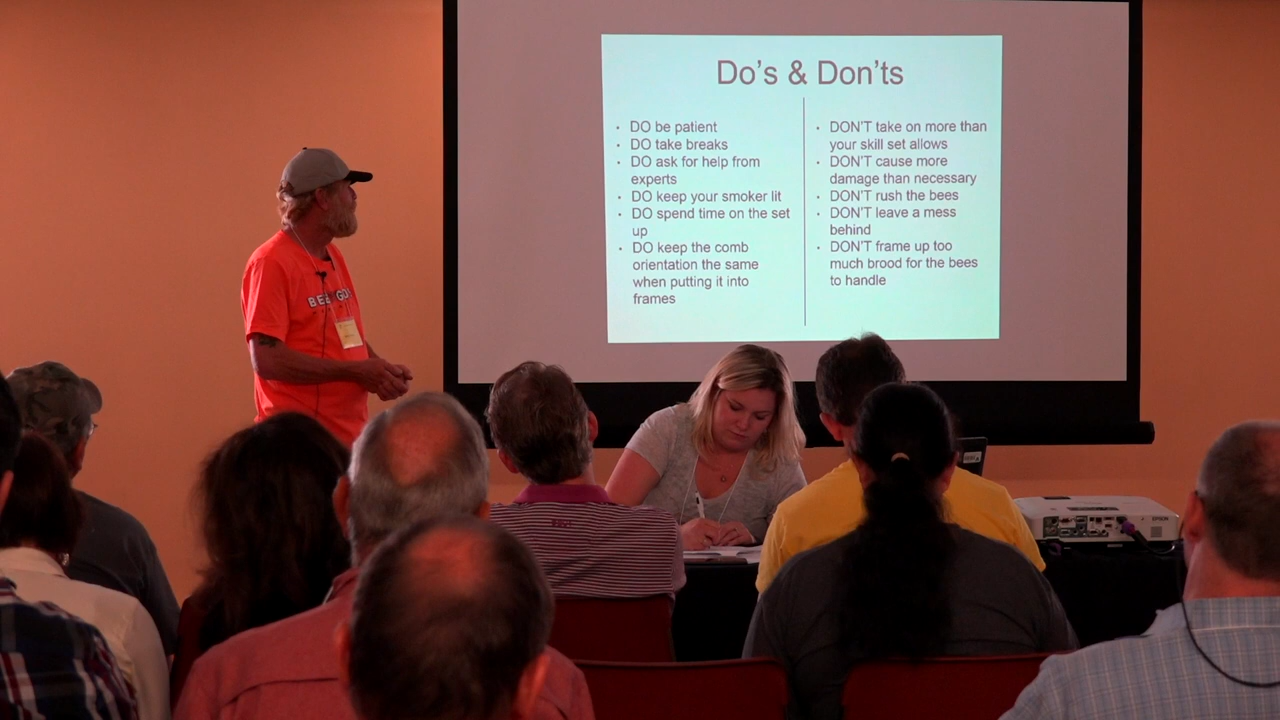 Do's & Don'ts
• DO be patient
• DO take breaks
• DO ask for help from
experts
• DO keep your smoker lit
• DO spend time on the set
up
• DO keep the comb
orientation the same
when putting it into
frames
• DON'T take on more than
your skill set allows
• DON'T cause more
damage than necessary
• DON'T rush the bees
• DON'T leave a mess
behind
• DON'T frame up too
much brood for the bees
to handle
EPSON